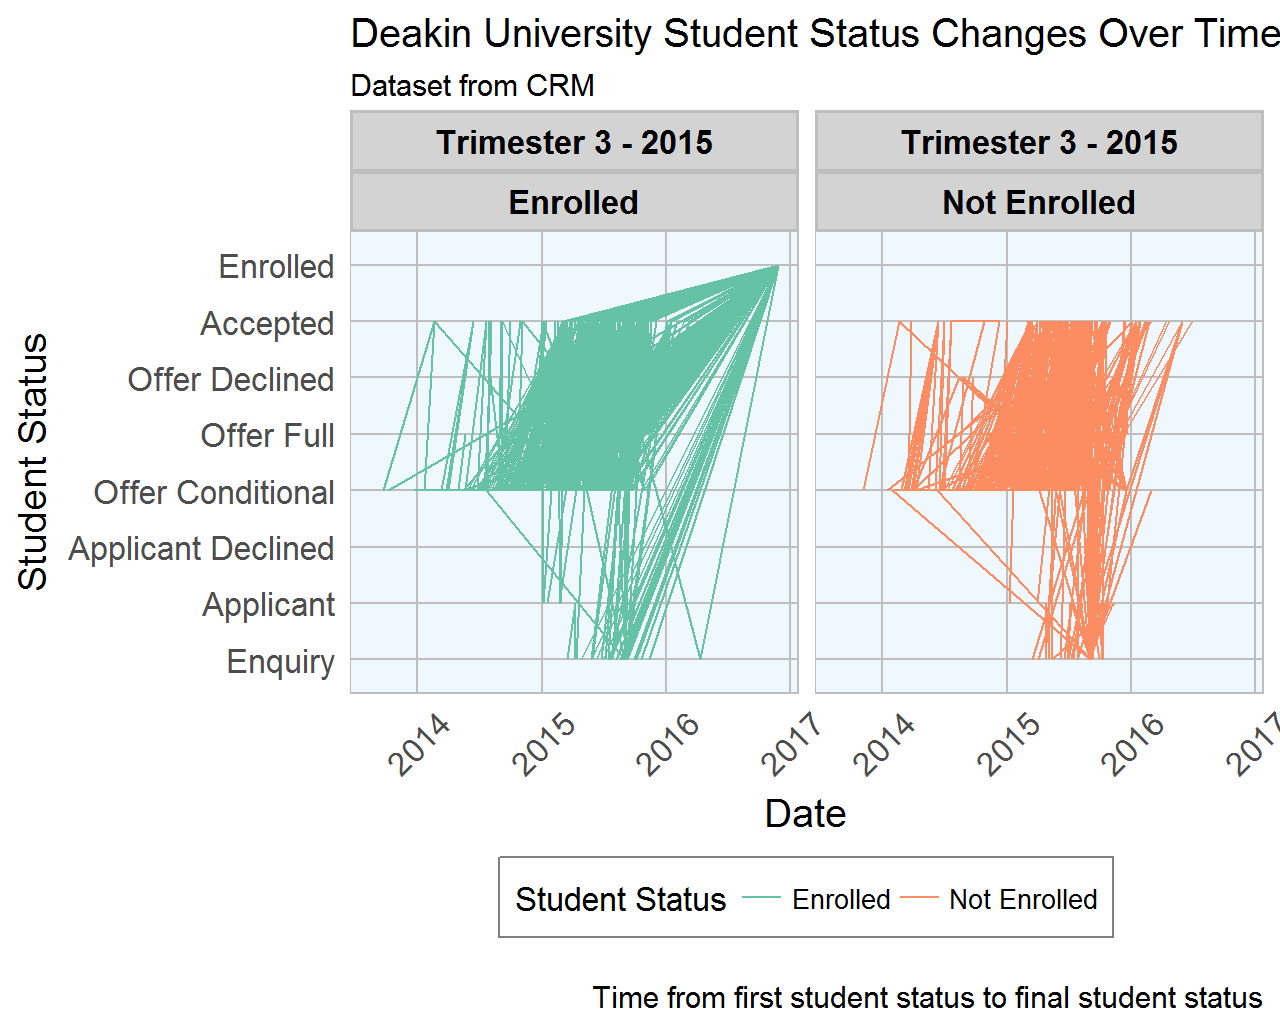 Deakin University Student Status Changes Over Time
Dataset from CRM
Trimester 3 - 2015
Trimester 3 - 2015
Enrolled
Not Enrolled
Student Status
Enrolled
Accepted
Offer Declined
Offer Full
Offer Conditional
Applicant Declined
Applicant
Enquiry
2014
2015
2016
2017
2014
2015
2016
2017
Date
Student Status Enrolled Not Enrolled
Time from first student status to final student status